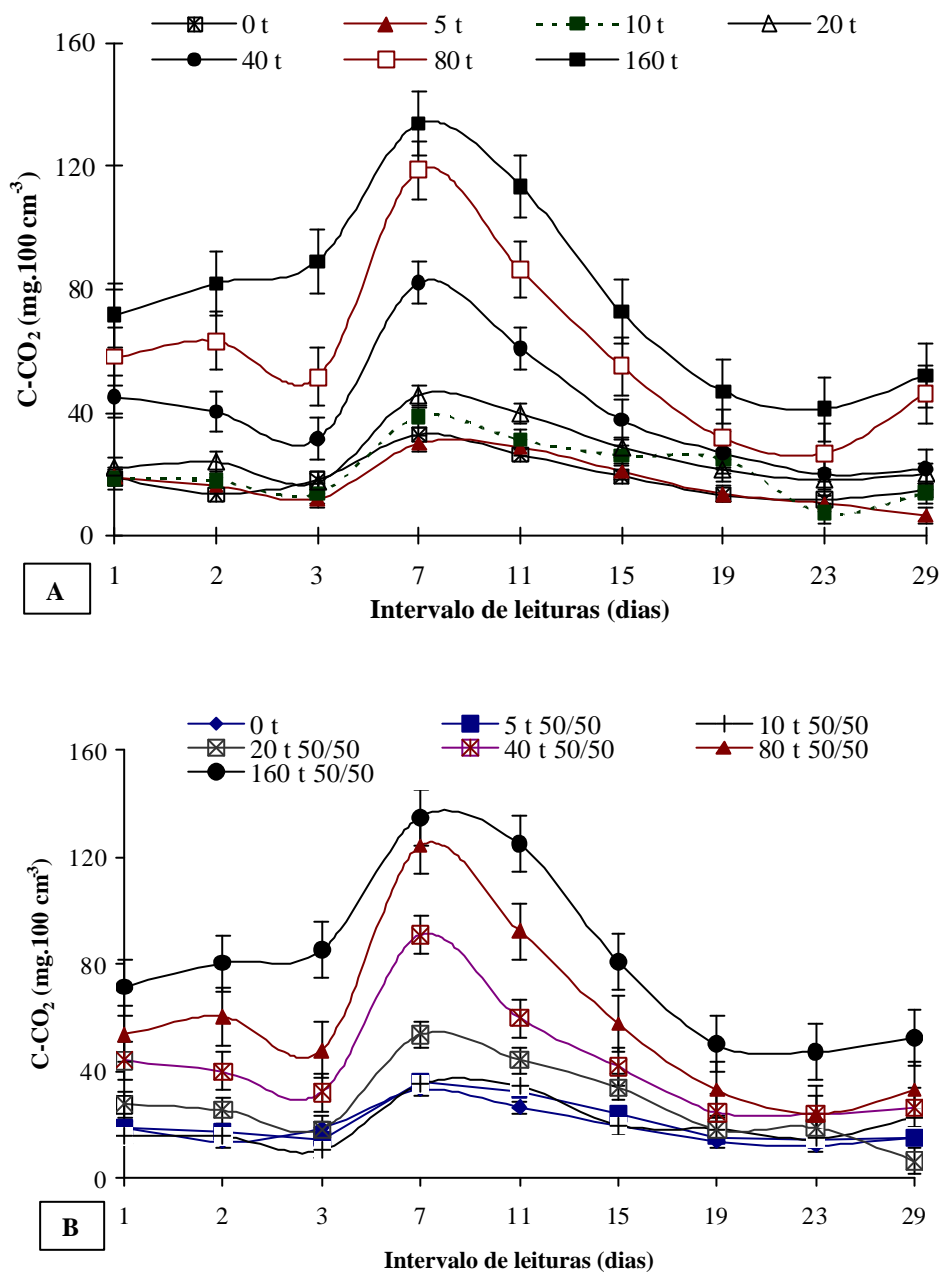 0 t 5 t 10 t 20 t
40 t 80 t 160 t
160
120
80
40
0
C-CO₂ (mg.100 cm⁻³)
1 2 3 7 11 15 19 23 29
A
Intervalo de leituras (dias)
0 t 5 t 50/50 10 t 50/50
20 t 50/50 40 t 50/50 80 t 50/50
160 t 50/50
160
120
80
40
0
C-CO₂ (mg.100 cm⁻³)
1 2 3 7 11 15 19 23 29
B
Intervalo de leituras (dias)